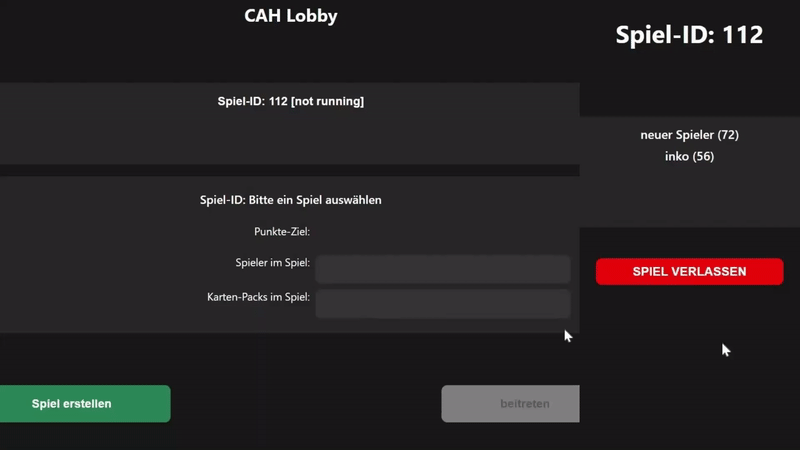 CAH Lobby
Spiel-ID: 112 [not running]
Spiel-ID: Bitte ein Spiel auswählen
Punkte-Ziel:
Spieler im Spiel:
Karten-Packs im Spiel:
Spiel erstellen
beitreten
Spiel-ID: 112
neuer Spieler (72)
inko (56)
SPIEL VERLASSEN